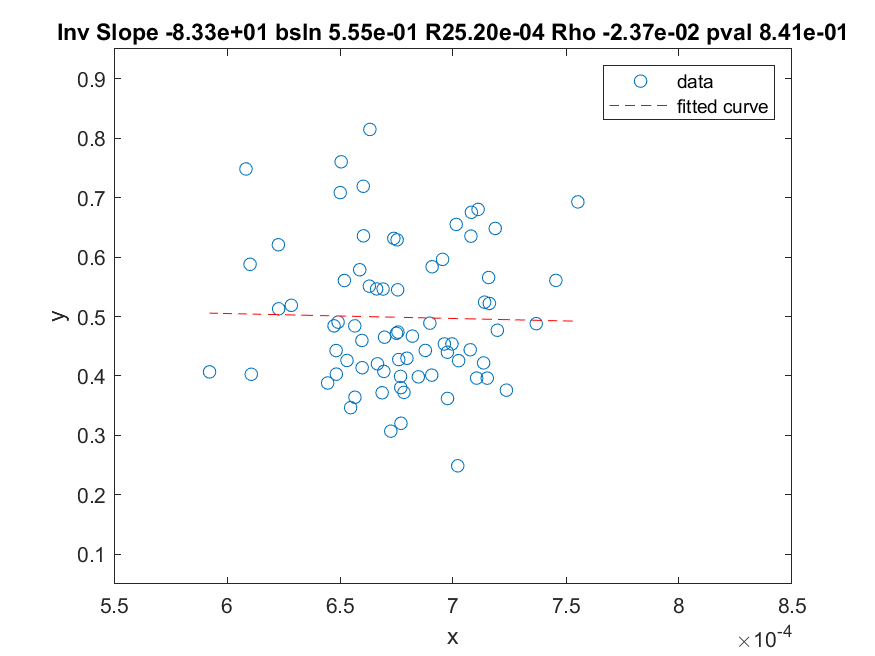 Inv Slope -8.33e+01 bsln 5.55e-01 R25.20e-04 Rho -2.37e-02 pval 8.41e-01
data
fitted curve
0.9
0.8
0.7
0.6
0.5
0.4
0.3
0.2
0.1
y
5.5 6 6.5 7 7.5 8 8.5
x
×10-4